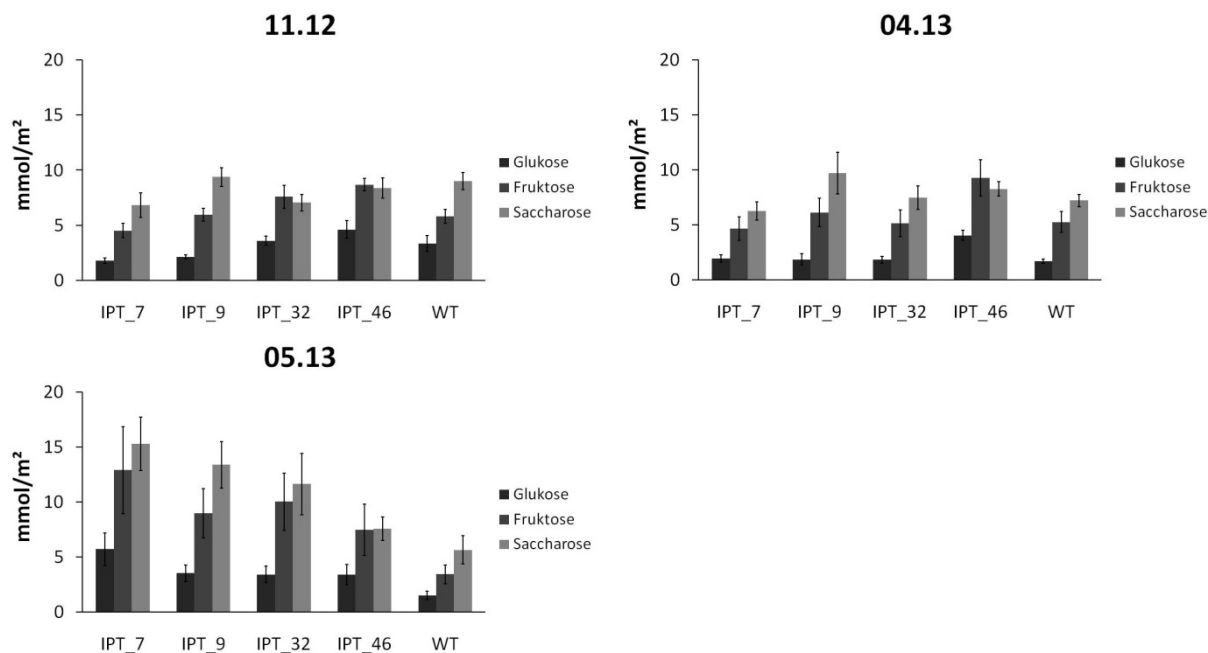 11.12
20
15
10
5
0
mmol/m²
IPT_7 IPT_9 IPT_32 IPT_46 WT
Glukose
Fruktose
Saccharose
04.13
20
15
10
5
0
mmol/m²
IPT_7 IPT_9 IPT_32 IPT_46 WT
Glukose
Fruktose
Saccharose
05.13
20
15
10
5
0
mmol/m²
IPT_7 IPT_9 IPT_32 IPT_46 WT
Glukose
Fruktose
Saccharose